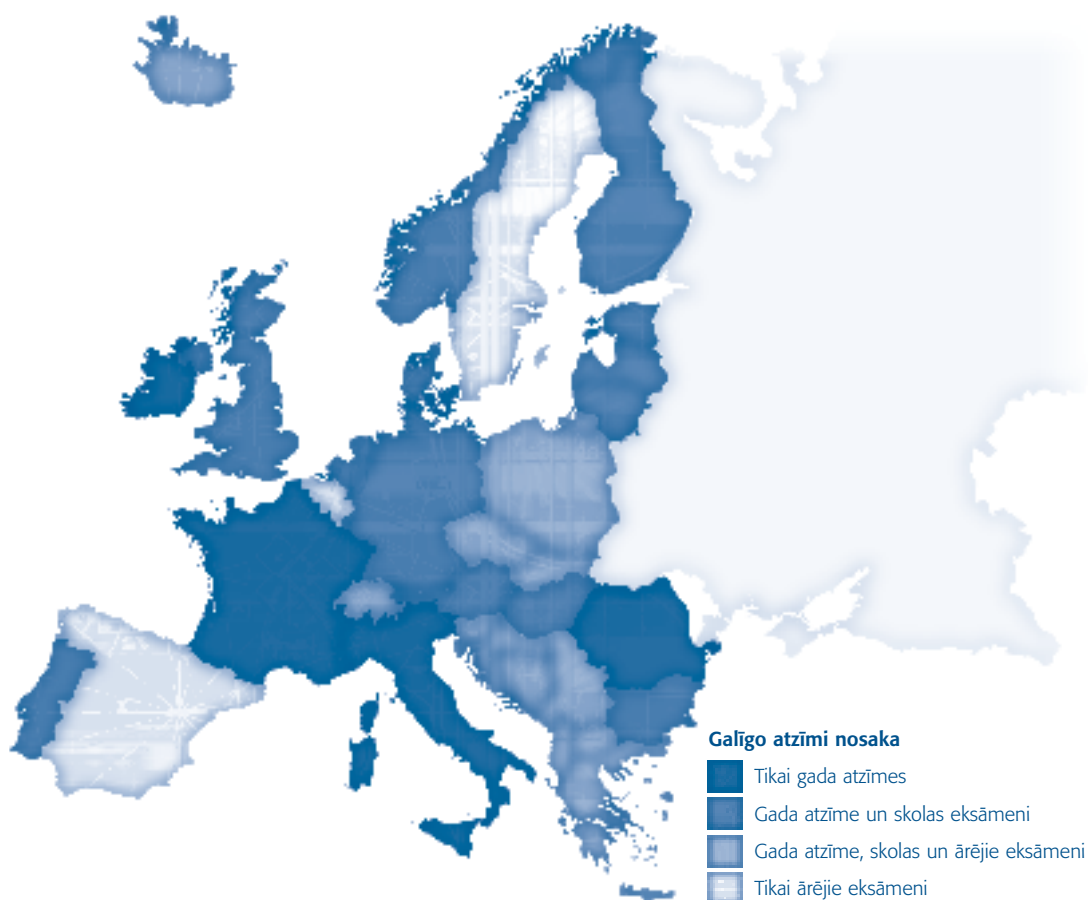 Galīgo atzīmi nosaka
Tikai gada atzīmes
Gada atzīme un skolas eksāmeni
Gada atzīme, skolas un ārējie eksāmeni
Tikai ārējie eksāmeni